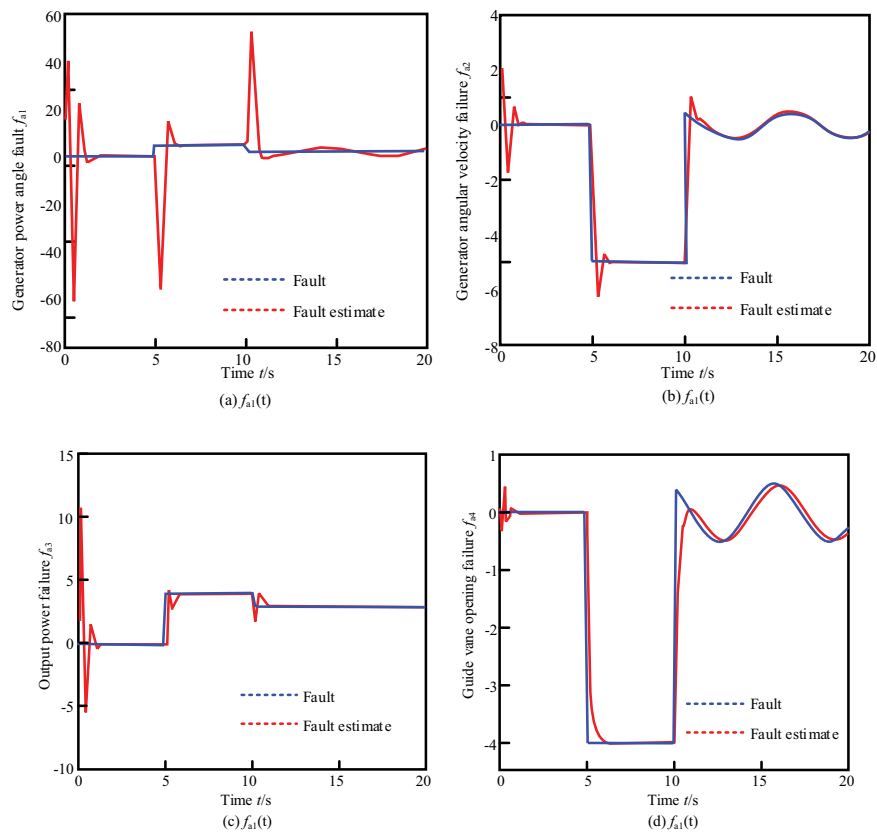 60
40
20
0
-20
-40
-60
-80
Generator power angle fault fa1
Fault
Fault estimate
0
5
10
15
20
Time t/s
(a) fa1(t)
4
2
0
-2
-4
-6
-8
Generator angular velocity failure fa2
Fault
Fault estimate
0
5
10
15
20
Time t/s
(b) fa1(t)
15
10
5
0
-5
-10
Output power failure fa3
Fault
Fault estimate
0
5
10
15
20
Time t/s
(c) fa1(t)
1
0
-1
-2
-3
-4
Guide vane opening failure fa4
Fault
Fault estimate
0
5
10
15
20
Time t/s
(d) fa1(t)